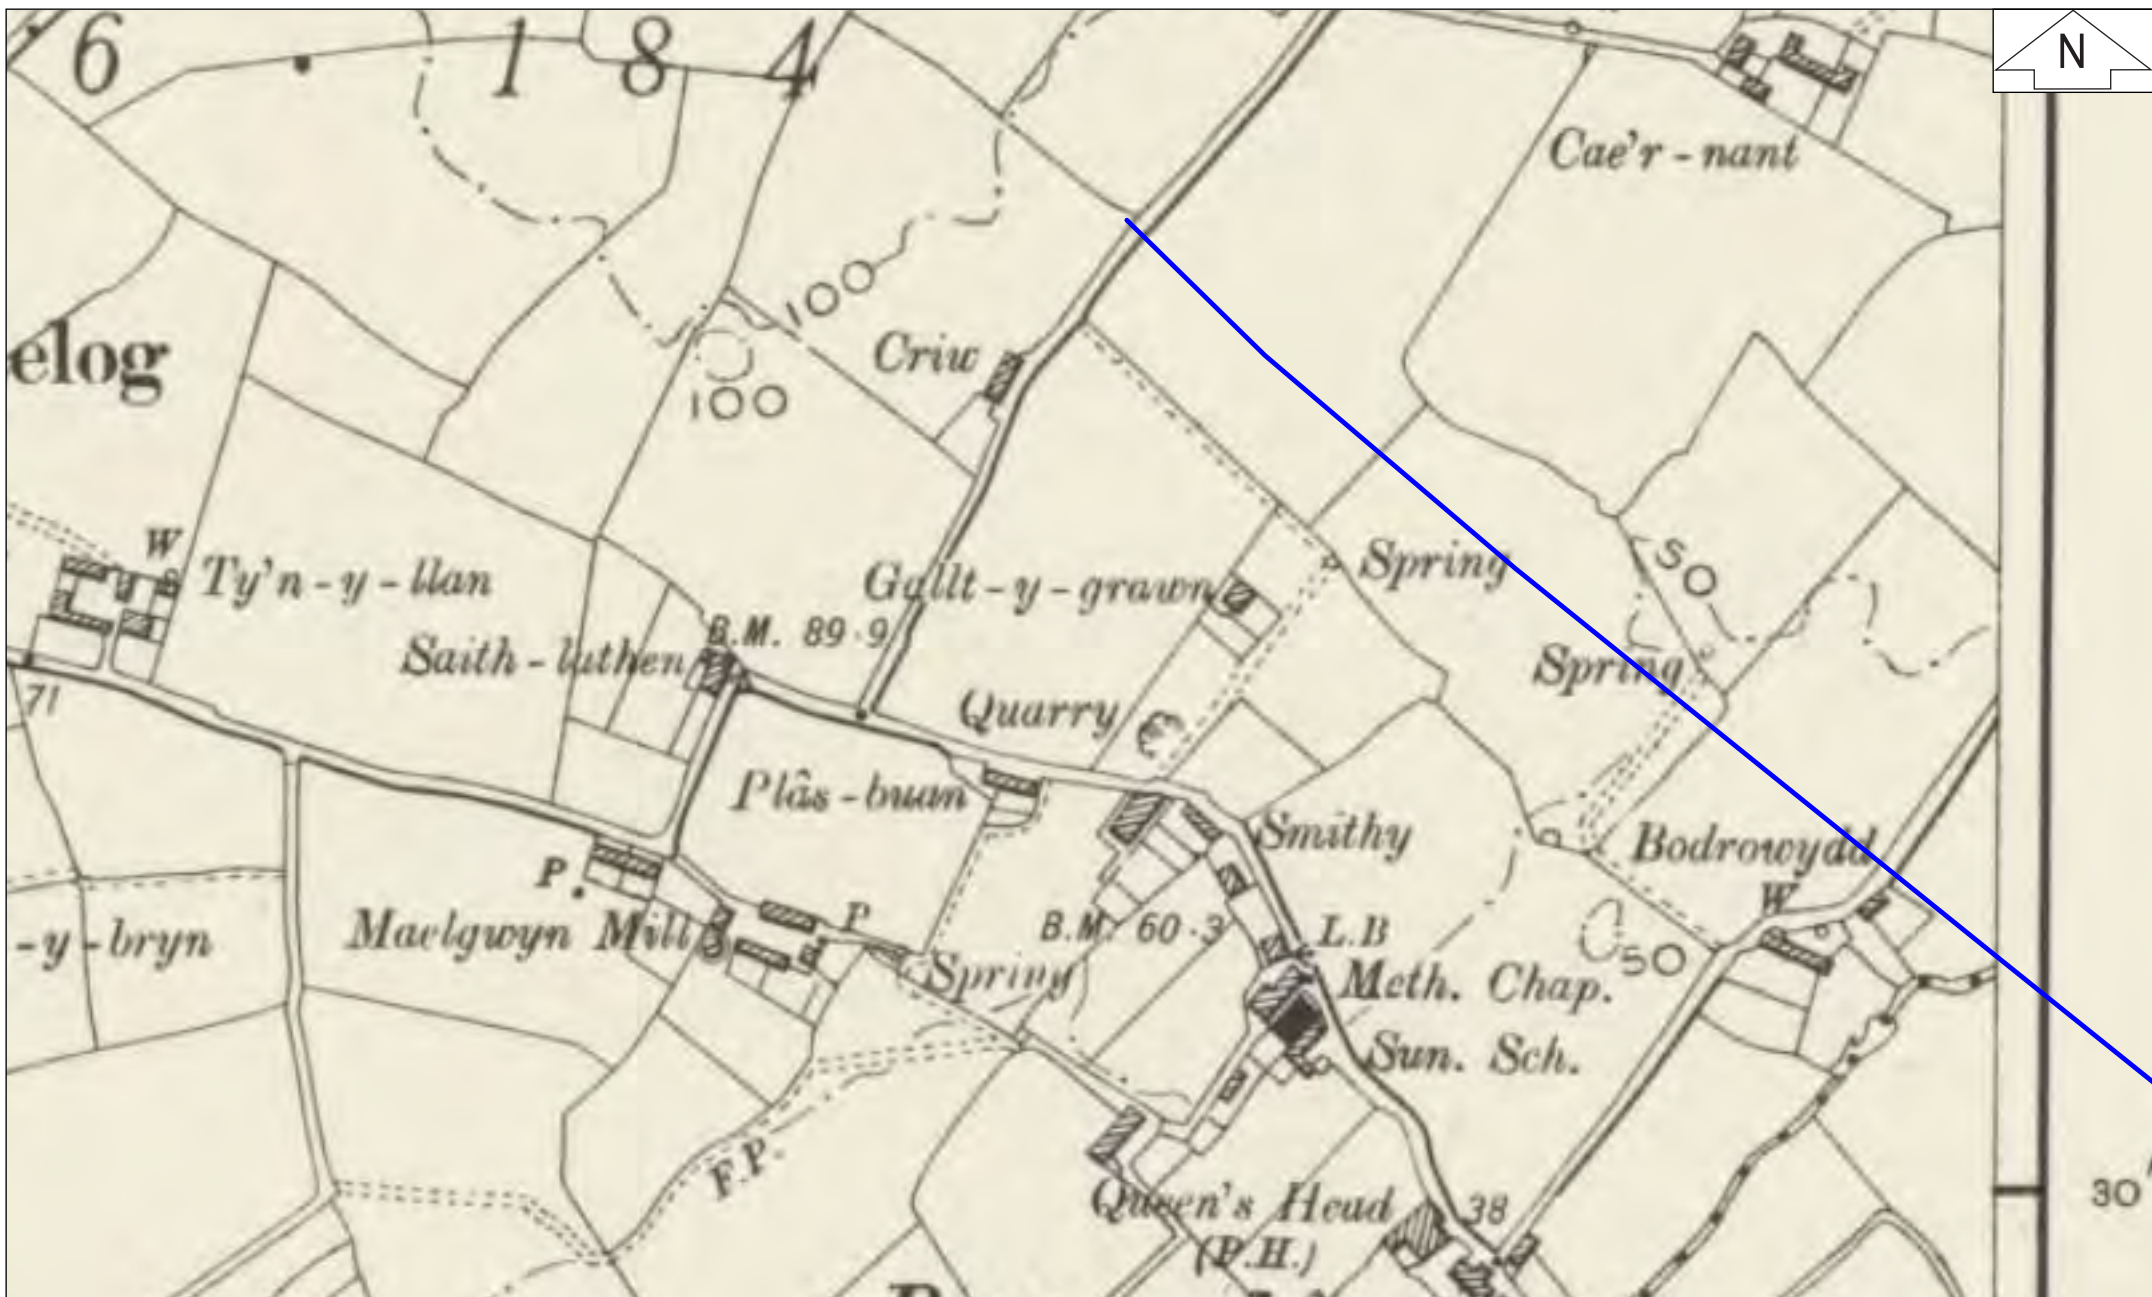 6 1 8 4
N
Cae'r-nant
100
Criw
elog
100
W
Ty'n-y-llan
Gallt-y-grawn
Spring
50
B.M. 89·9
Saith-luthen
Spring
71
Quarry
Plâs-buan
Smithy
Bodrowydd
P
W
P
-y-bryn
Maelgwyn Mill
B.M. 60·3
L.B
50
Spring
Meth. Chap.
Sun. Sch.
F.P.
Queen's Head
38
30
(P.H.)